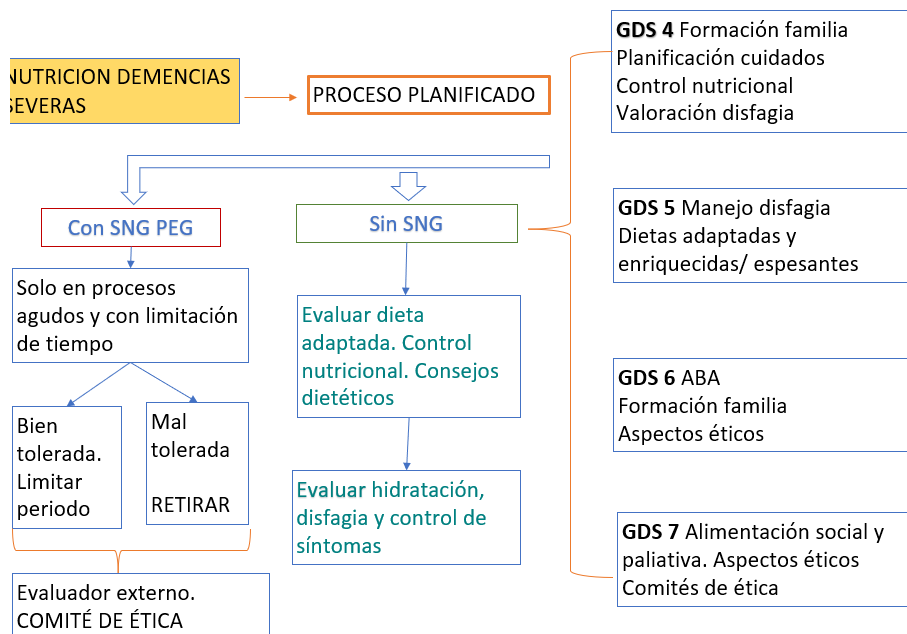 NUTRICION DEMENCIAS
SEVERAS
PROCESO PLANIFICADO
Con SNG PEG
Solo en procesos
agudos y con limitación
de tiempo
Bien
tolerada.
Limitar
periodo
Mal
tolerada
RETIRAR
Evaluador externo.
COMITÉ DE ÉTICA
Sin SNG
Evaluar dieta
adaptada. Control
nutricional. Consejos
dietéticos
Evaluar hidratación,
disfagia y control de
síntomas
GDS 4 Formación familia
Planificación cuidados
Control nutricional
Valoración disfagia
GDS 5 Manejo disfagia
Dietas adaptadas y
enriquecidas/ espesantes
GDS 6 ABA
Formación familia
Aspectos éticos
GDS 7 Alimentación social y
paliativa. Aspectos éticos
Comités de ética